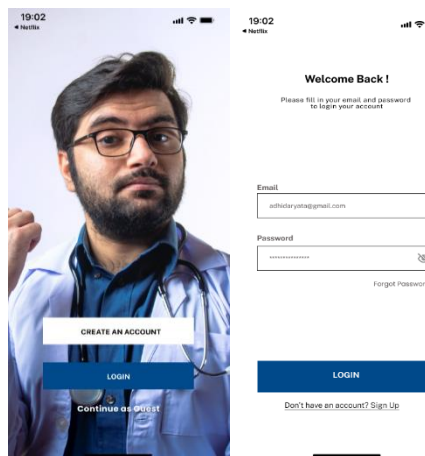 19:02
◀ Netflix
CREATE AN ACCOUNT
LOGIN
Continue as Guest
19:02
◀ Netflix
Welcome Back !
Please fill in your email and password
to login your account
Email
adhidaryata@gmail.com
Password
Forgot Passwor
LOGIN
Don't have an account? Sign Up